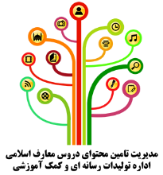 مدیریت تامین محتوای دروس معارف اسلامی
اداره تولیدات رسانه ای و کمک آموزشی